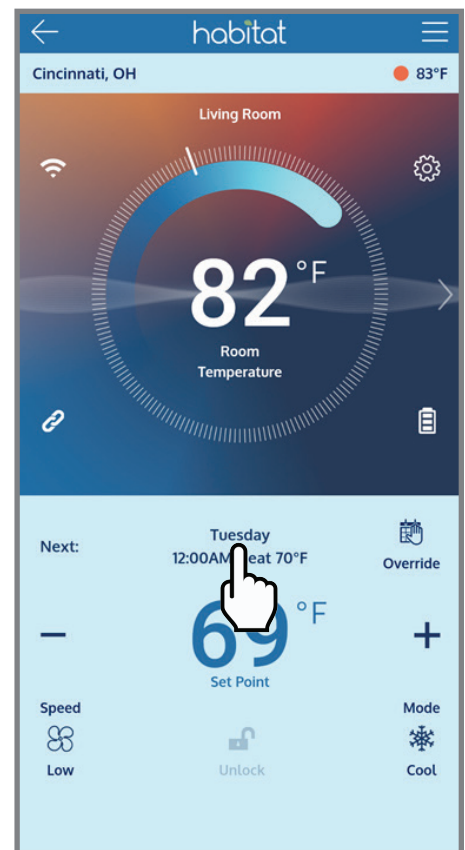 habitat
Cincinnati, OH 83°F
Living Room
82°F
Room
Temperature
Next: Tuesday
12:00AM eat 70°F
Override
– 69°F +
Set Point
Speed Mode
Low Unlock Cool